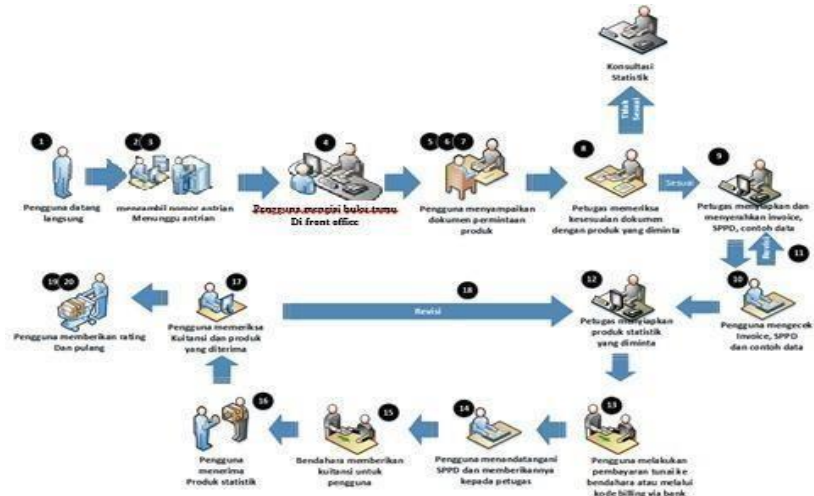 Konsultasi
Statistik
Tidak
Sesuai
1
2 3
4
5 6 7
8
9
Pengguna datang
langsung
mengambil nomor antrian
Menunggu antrian
Pengguna mengisi buku tamu
Di front office
Pengguna menyampaikan
dokumen permintaan
produk
Petugas memeriksa
kesesuaian dokumen
dengan produk yang diminta
Sesuai
Petugas menyiapkan dan
menyerahkan invoice,
SPPD, contoh data
Revisi
11
19 20
17
18
12
10
Pengguna memberikan rating
Dan pulang
Pengguna memeriksa
Kuitansi dan produk
yang diterima
Revisi
Petugas menyiapkan
produk statistik
yang diminta
Pengguna mengecek
Invoice, SPPD
dan contoh data
16
15
14
13
Pengguna
menerima
Produk statistik
Bendahara memberikan
kuitansi untuk
pengguna
Pengguna menandatangani
SPPD dan memberikannya
kepada petugas
Pengguna melakukan
pembayaran tunai ke
bendahara atau melalui
kode billing via bank